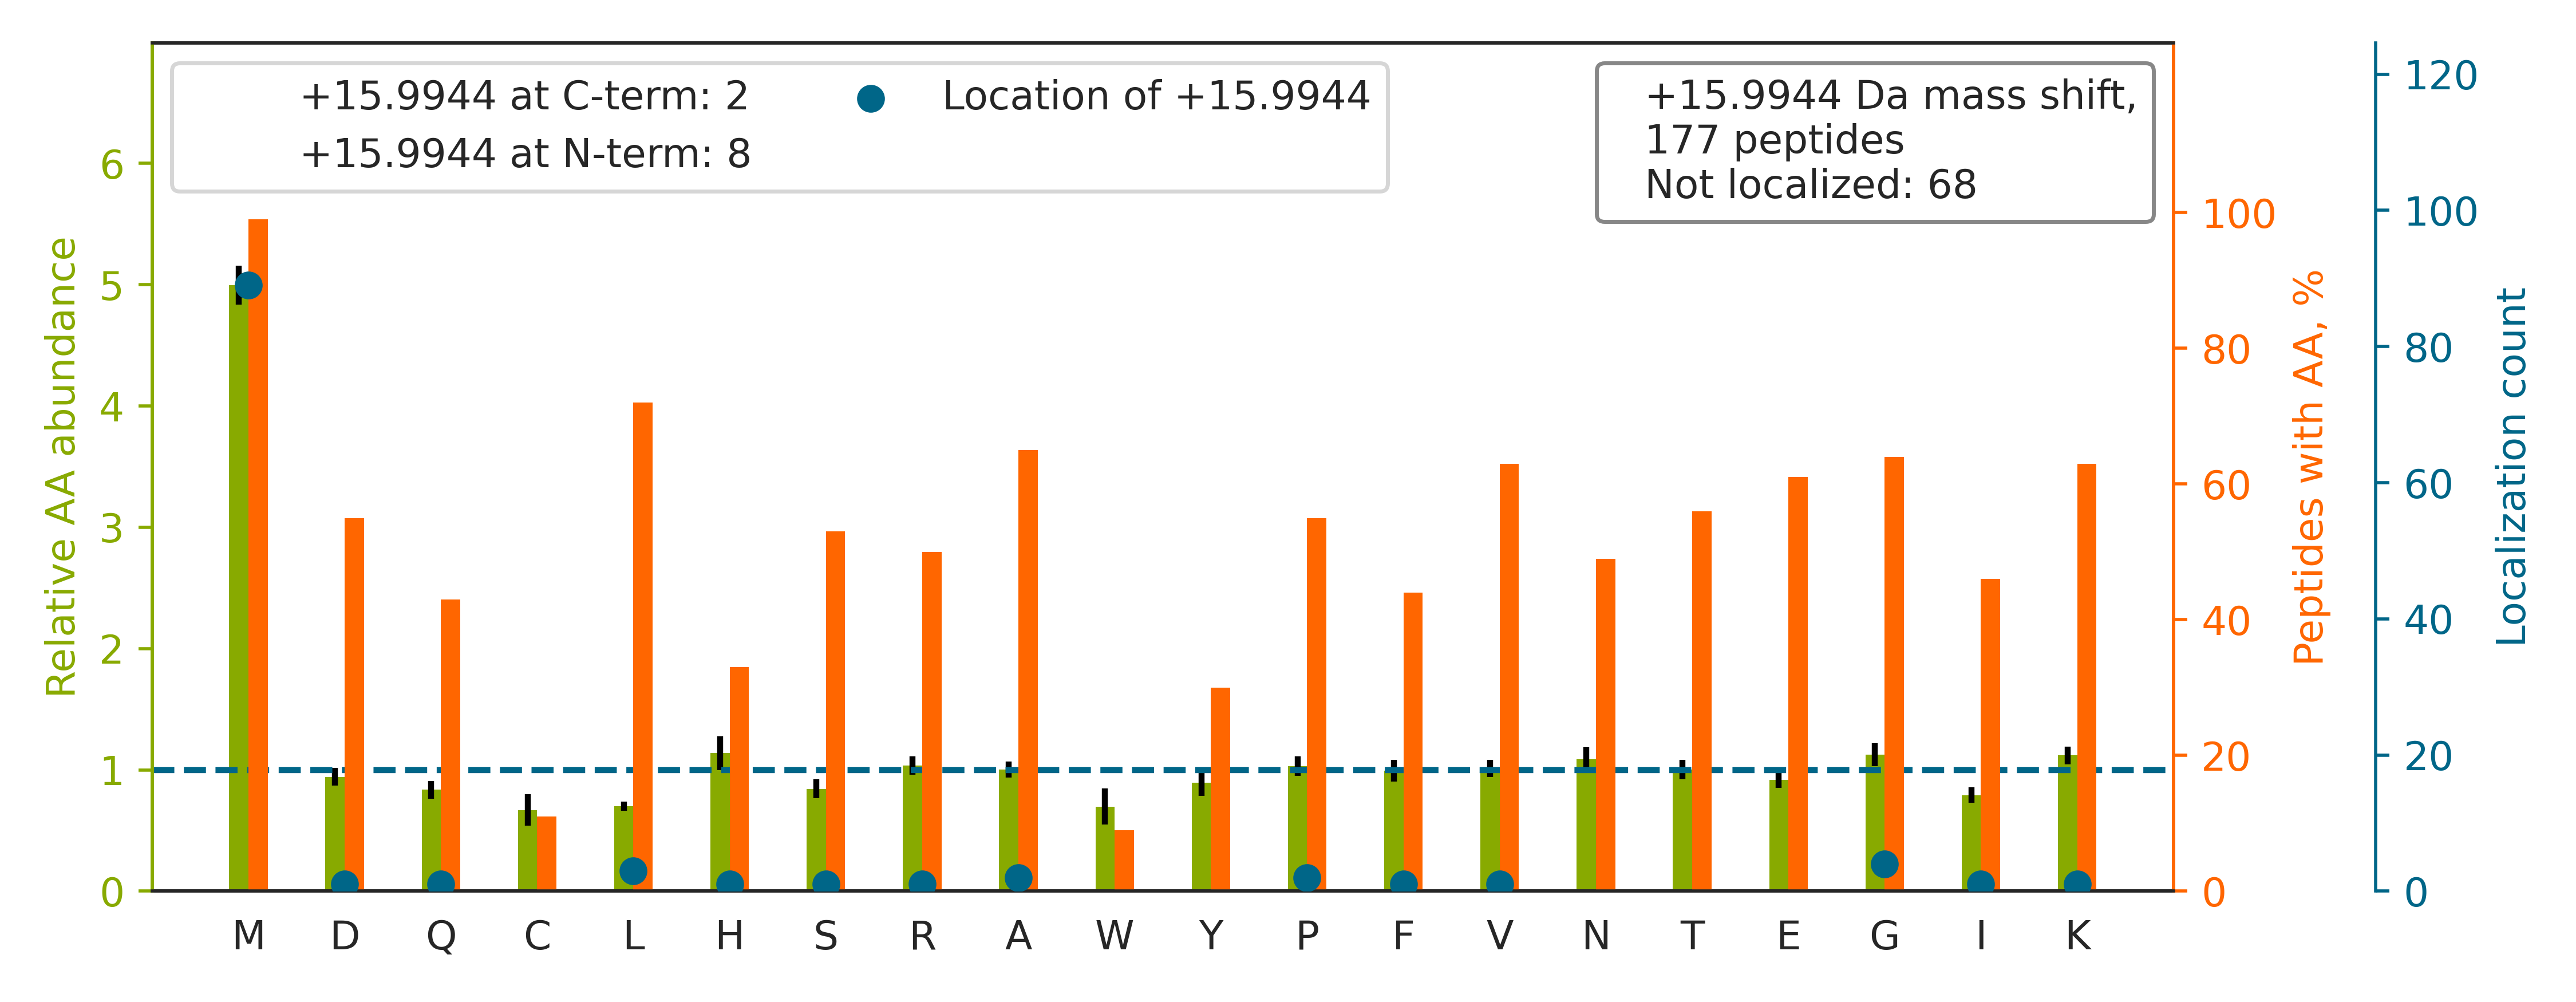 +15.9944 at C-term: 2
+15.9944 at N-term: 8
Location of +15.9944
+15.9944 Da mass shift,
177 peptides
Not localized: 68
Relative AA abundance
6
5
4
3
2
1
0
100
80
60
40
20
0
Peptides with AA, %
120
100
80
60
40
20
0
Localization count
M D Q C L H S R A W Y P F V N T E G I K